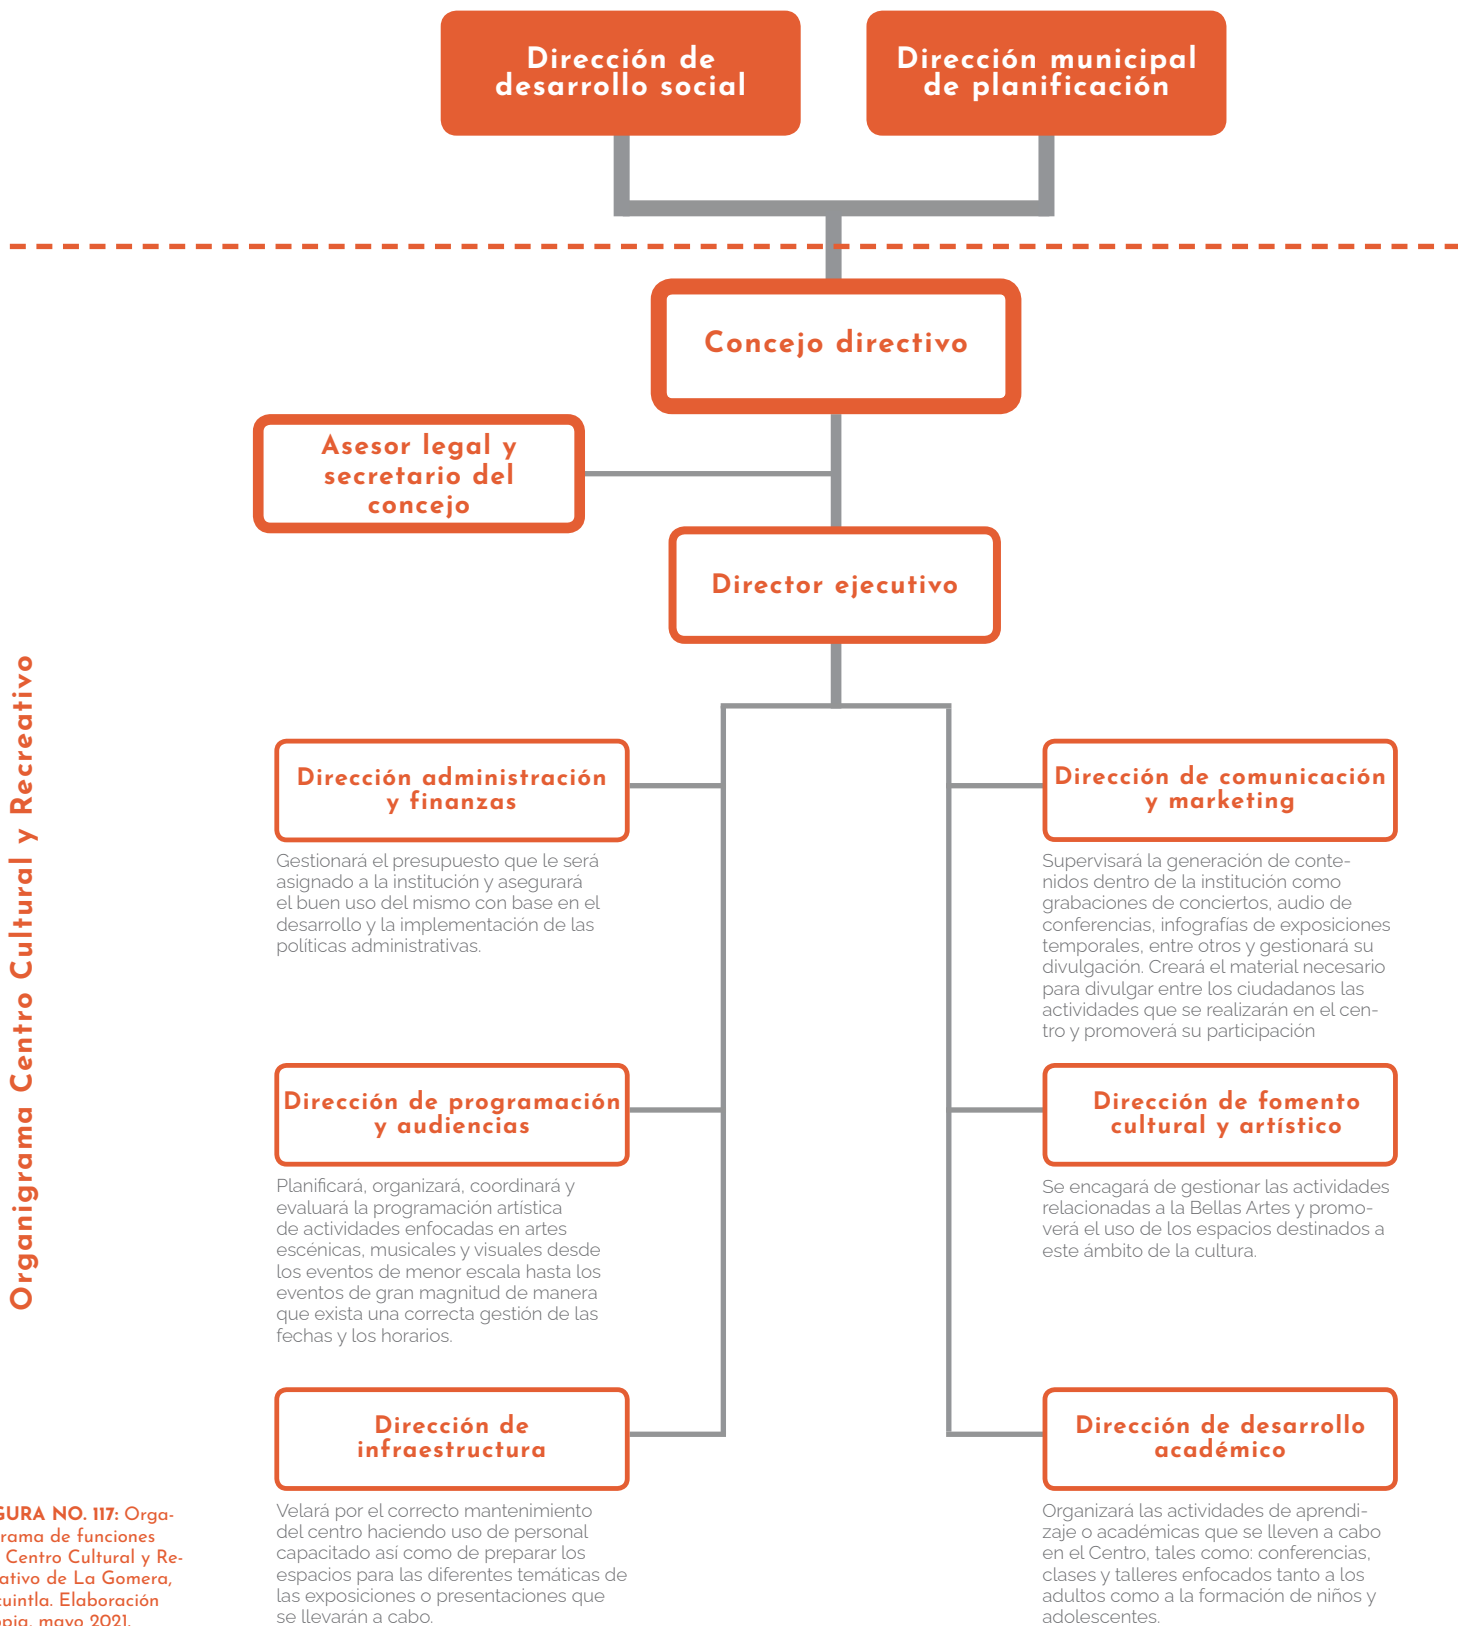 Dirección de
desarrollo social
Dirección municipal
de planificación
Concejo directivo
Asesor legal y
secretario del
concejo
Director ejecutivo
Organigrama Centro Cultural y Recreativo
Dirección administración
y finanzas
Gestionará el presupuesto que le será
asignado a la institución y asegurará
el buen uso del mismo con base en el
desarrollo y la implementación de las
políticas administrativas.
Dirección de comunicación
y marketing
Supervisará la generación de conte-
nidos dentro de la institución como
grabaciones de conciertos, audio de
conferencias, infografías de exposiciones
temporales, entre otros y gestionará su
divulgación. Creará el material necesario
para divulgar entre los ciudadanos las
actividades que se realizarán en el cen-
tro y promoverá su participación
Dirección de programación
y audiencias
Planificará, organizará, coordinará y
evaluará la programación artística
de actividades enfocadas en artes
escénicas, musicales y visuales desde
los eventos de menor escala hasta los
eventos de gran magnitud de manera
que exista una correcta gestión de las
fechas y los horarios.
Dirección de fomento
cultural y artístico
Se encagará de gestionar las actividades
relacionadas a la Bellas Artes y promo-
verá el uso de los espacios destinados a
este ámbito de la cultura.
Dirección de
infraestructura
Velará por el correcto mantenimiento
del centro haciendo uso de personal
capacitado así como de preparar los
espacios para las diferentes temáticas de
las exposiciones o presentaciones que
se llevarán a cabo.
Dirección de desarrollo
académico
Organizará las actividades de aprendi-
zaje o académicas que se lleven a cabo
en el Centro, tales como: conferencias,
clases y talleres enfocados tanto a los
adultos como a la formación de niños y
adolescentes.
GURA NO. 117: Orga-
rama de funciones
Centro Cultural y Re-
ativo de La Gomera,
cuintla. Elaboración
opia, mayo 2021.